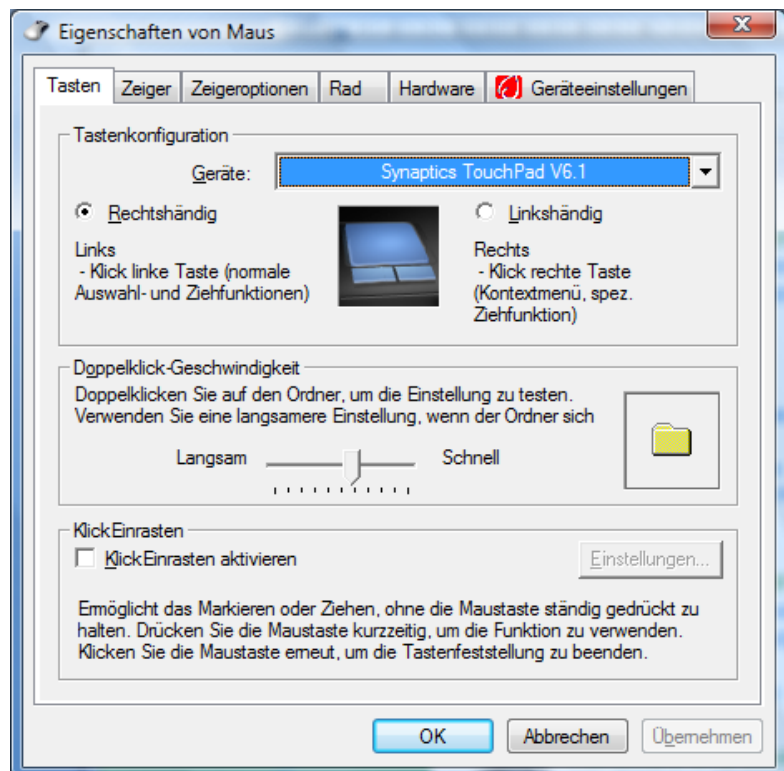 Eigenschaften von Maus
Tasten Zeiger Zeigeroptionen Rad Hardware Geräteeinstellungen
Tastenkonfiguration
Geräte: Synaptics TouchPad V6.1
Rechtshändig Linkshändig
Links
- Klick linke Taste (normale
Auswahl- und Ziehfunktionen)
Rechts
- Klick rechte Taste
(Kontextmenü, spez.
Ziehfunktion)
Doppelklick-Geschwindigkeit
Doppelklicken Sie auf den Ordner, um die Einstellung zu testen.
Verwenden Sie eine langsamere Einstellung, wenn der Ordner sich
Langsam Schnell
KlickEinrasten
KlickEinrasten aktivieren Einstellungen...
Ermöglicht das Markieren oder Ziehen, ohne die Maustaste ständig gedrückt zu
halten. Drücken Sie die Maustaste kurzzeitig, um die Funktion zu verwenden.
Klicken Sie die Maustaste erneut, um die Tastenfeststellung zu beenden.
OK Abbrechen Übernehmen